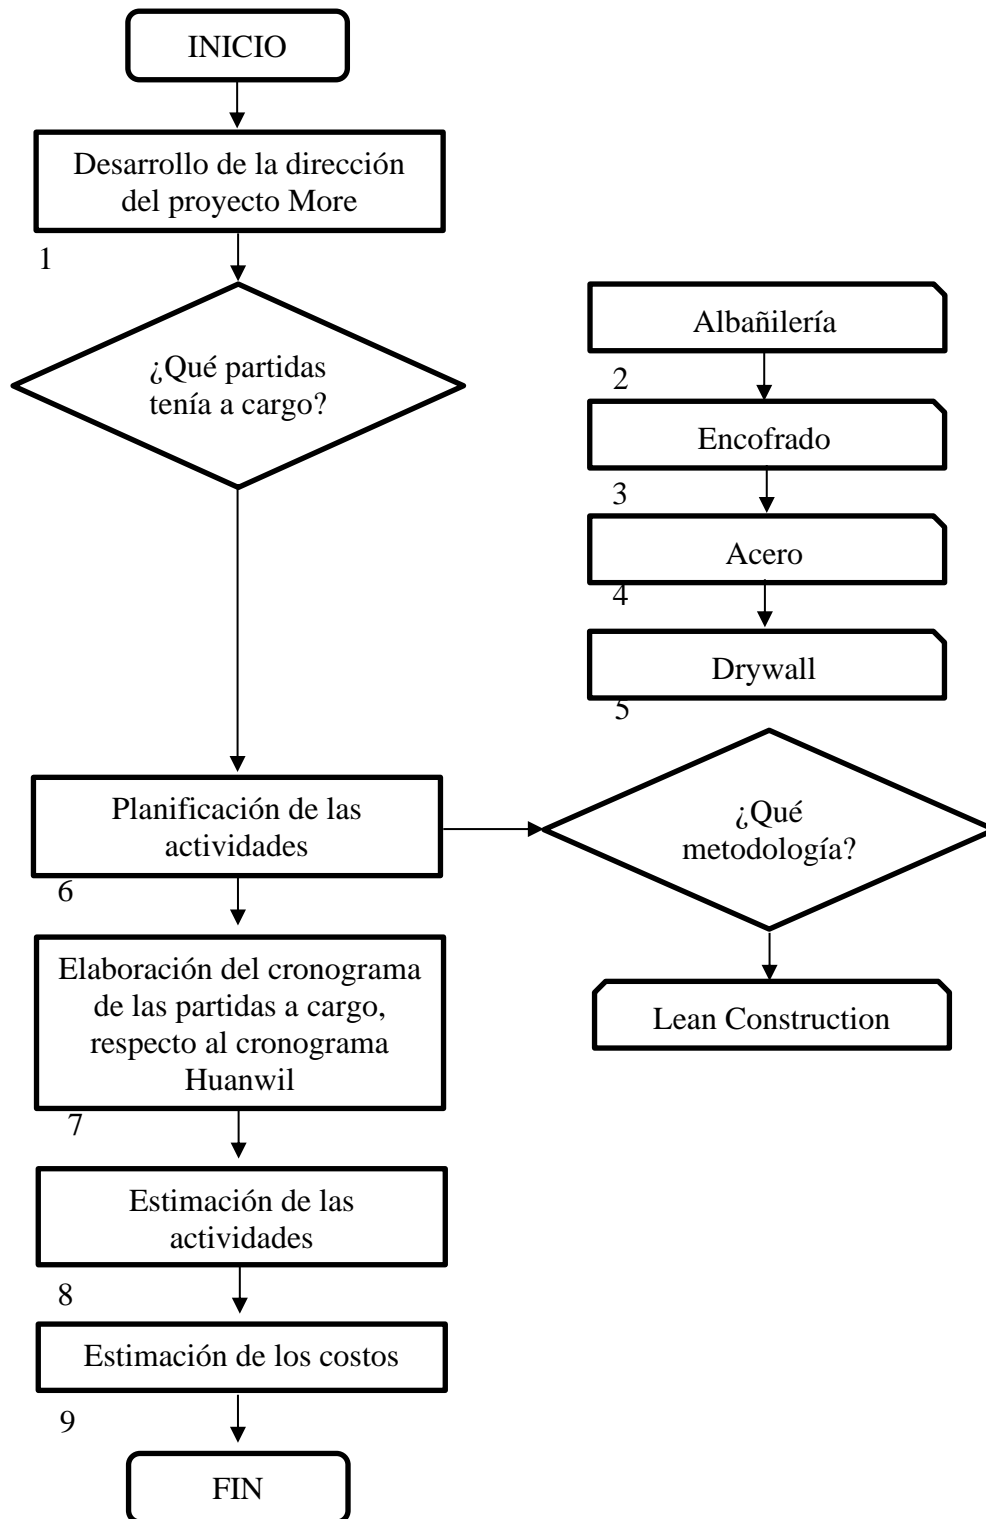 INICIO
Desarrollo de la dirección
del proyecto More
1
¿Qué partidas
tenía a cargo?
Albañilería
2
Encofrado
3
Acero
4
Drywall
5
Planificación de las
actividades
6
¿Qué
metodología?
Lean Construction
Elaboración del cronograma
de las partidas a cargo,
respecto al cronograma
Huanwil
7
Estimación de las
actividades
8
Estimación de los costos
9
FIN